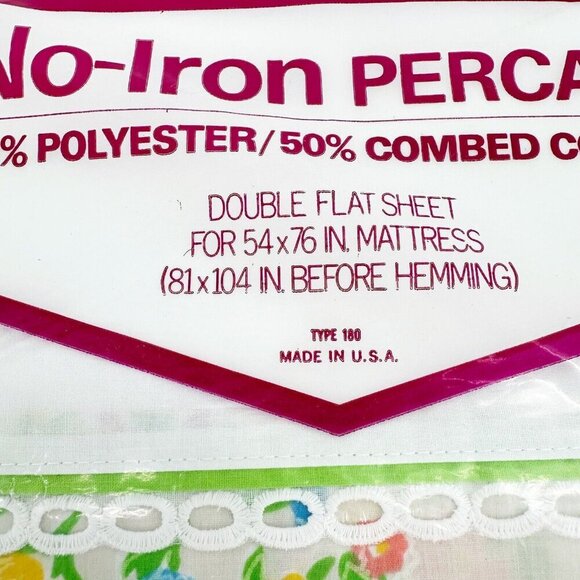 No-Iron PERCA
% POLYESTER/50% COMBED CO
DOUBLE FLAT SHEET
FOR 54x76 IN. MATTRESS
(81x104 IN. BEFORE HEMMING)
TYPE 180
MADE IN U.S.A.